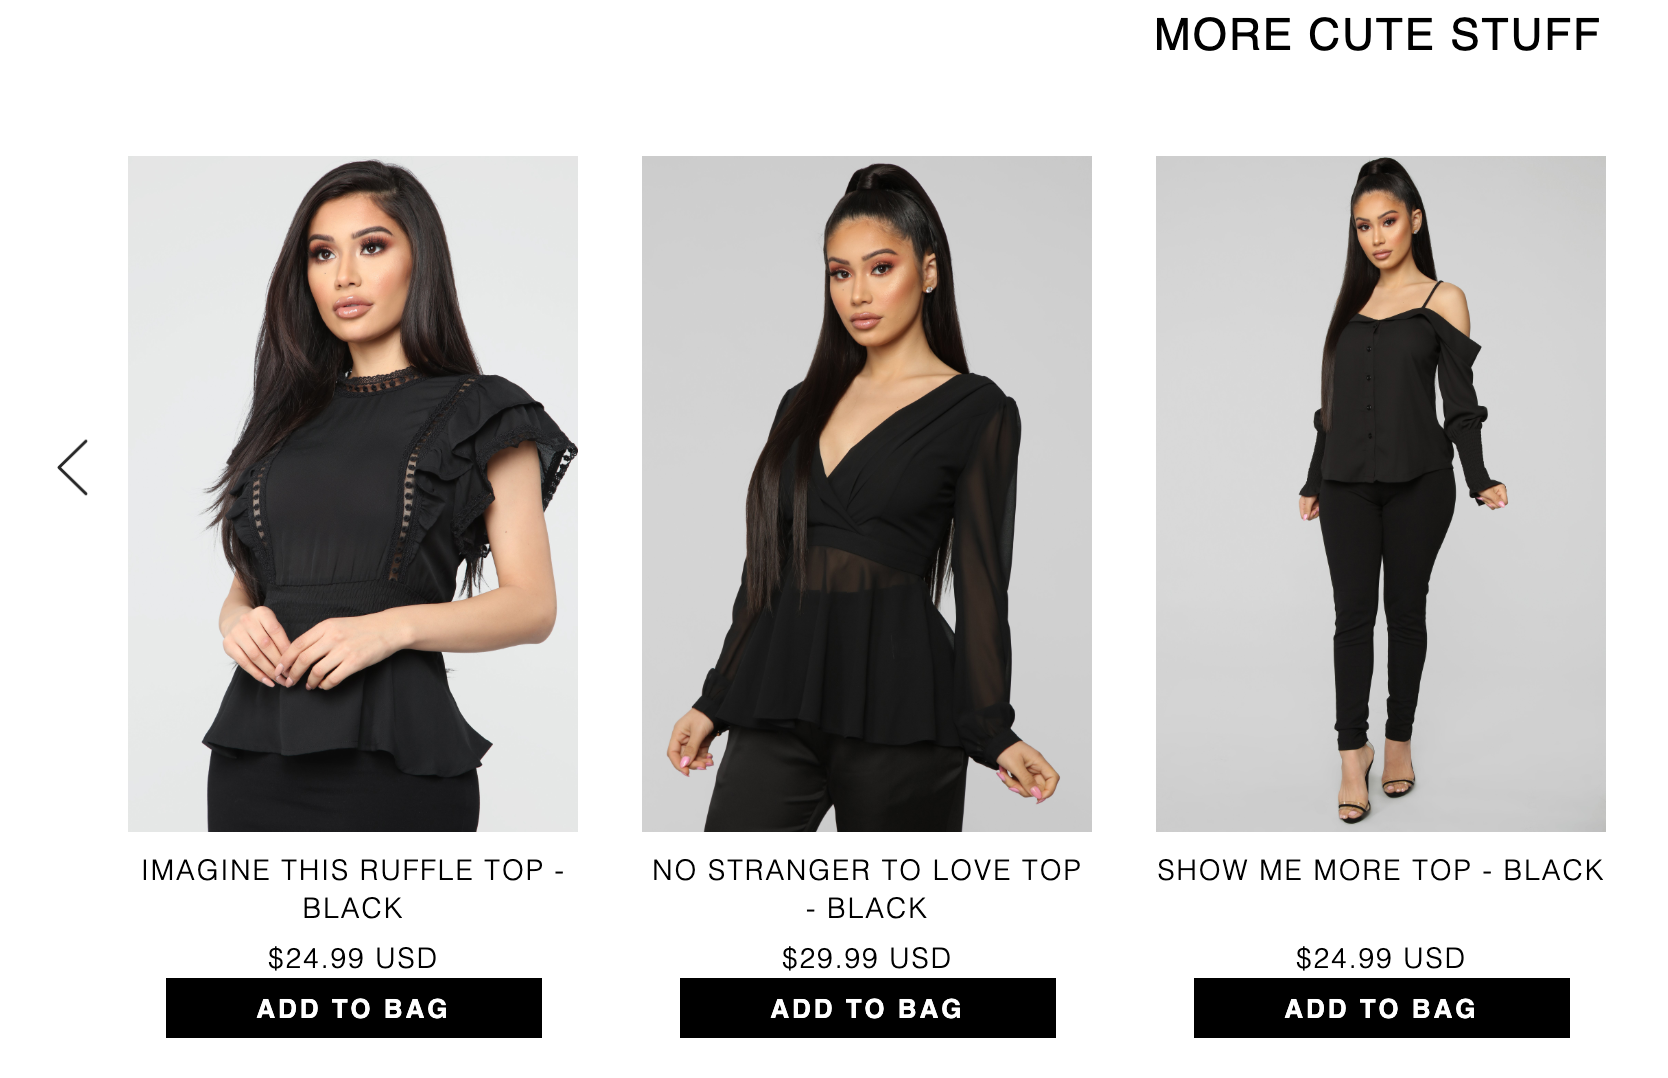 MORE CUTE STUFF
IMAGINE THIS RUFFLE TOP -
BLACK
$24.99 USD
ADD TO BAG
NO STRANGER TO LOVE TOP
- BLACK
$29.99 USD
ADD TO BAG
SHOW ME MORE TOP - BLACK
$24.99 USD
ADD TO BAG